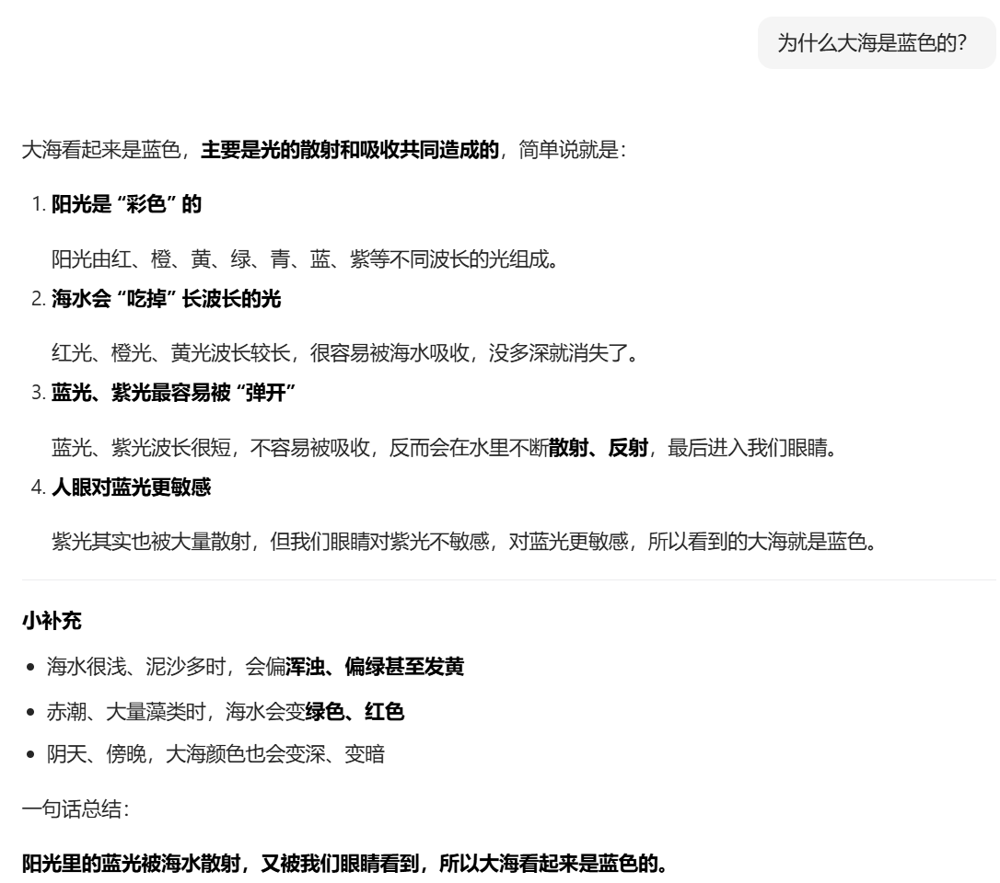 为什么大海是蓝色的？
大海看起来是蓝色，主要是光的散射和吸收共同造成的，简单说就是：
1. 阳光是 “彩色” 的
阳光由红、橙、黄、绿、青、蓝、紫等不同波长的光组成。
2. 海水会 “吃掉” 长波长的光
红光、橙光、黄光波长较长，很容易被海水吸收，没多深就消失了。
3. 蓝光、紫光最容易被 “弹开”
蓝光、紫光波长很短，不容易被吸收，反而会在水里不断散射、反射，最后进入我们眼睛。
4. 人眼对蓝光更敏感
紫光其实也被大量散射，但我们眼睛对紫光不敏感，对蓝光更敏感，所以看到的大海就是蓝色。
小补充
• 海水很浅、泥沙多时，会偏浑浊、偏绿甚至发黄
• 赤潮、大量藻类时，海水会变绿色、红色
• 阴天、傍晚，大海颜色也会变深、变暗
一句话总结：
阳光里的蓝光被海水散射，又被我们眼睛看到，所以大海看起来是蓝色的。